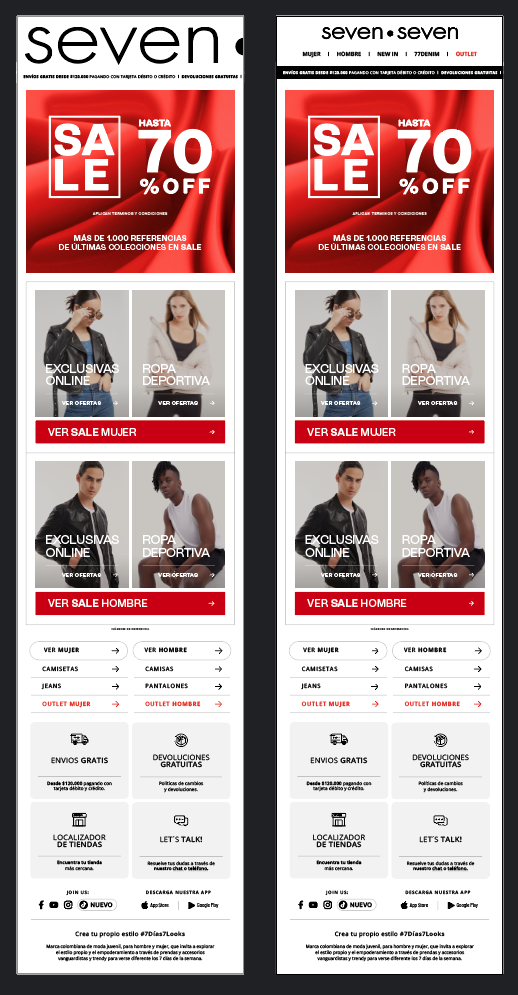 seven •
ENVÍOS GRATIS DESDE $120.000 PAGANDO CON TARJETA DÉBITO O CRÉDITO | DEVOLUCIONES GRATUITAS |
SALE
HASTA
70
% OFF
APLICAN TERMINOS Y CONDICIONES
MÁS DE 1.000 REFERENCIAS
DE ÚLTIMAS COLECCIONES EN SALE
EXCLUSIVAS
ONLINE
VER OFERTAS →
ROPA
DEPORTIVA
VER OFERTAS →
VER SALE MUJER →
EXCLUSIVAS
ONLINE
VER OFERTAS →
ROPA
DEPORTIVA
VER OFERTAS →
VER SALE HOMBRE →
VER MUJER →
VER HOMBRE →
CAMISETAS →
CAMISAS →
JEANS →
PANTALONES →
OUTLET MUJER →
OUTLET HOMBRE →
ENVIOS GRATIS
Desde $120.000 pagando con
tarjeta débito y crédito.
DEVOLUCIONES
GRATUITAS
Políticas de cambios
y devoluciones.
LOCALIZADOR
DE TIENDAS
Encuentra tu tienda
más cercana.
LET´S TALK!
Resuelve tus dudas a través de
nuestro chat o teléfono.
JOIN US:
NUEVO
DESCARGA NUESTRA APP
App Store
Google Play
Crea tu propio estilo #7Días7Looks
Marca colombiana de moda juvenil, para hombre y mujer, que invita a explorar
el estilo propio y el empoderamiento a través de prendas y accesorios
vanguardistas y trendy para verse diferente los 7 días de la semana.
seven • seven
MUJER | HOMBRE | NEW IN | 77DENIM | OUTLET
ENVÍOS GRATIS DESDE $120.000 PAGANDO CON TARJETA DÉBITO O CRÉDITO | DEVOLUCIONES GRATUITAS |
SALE
HASTA
70
% OFF
APLICAN TERMINOS Y CONDICIONES
MÁS DE 1.000 REFERENCIAS
DE ÚLTIMAS COLECCIONES EN SALE
EXCLUSIVAS
ONLINE
VER OFERTAS →
ROPA
DEPORTIVA
VER OFERTAS →
VER SALE MUJER →
EXCLUSIVAS
ONLINE
VER OFERTAS →
ROPA
DEPORTIVA
VER OFERTAS →
VER SALE HOMBRE →
VER MUJER →
VER HOMBRE →
CAMISETAS →
CAMISAS →
JEANS →
PANTALONES →
OUTLET MUJER →
OUTLET HOMBRE →
ENVIOS GRATIS
Desde $120.000 pagando con
tarjeta débito y crédito.
DEVOLUCIONES
GRATUITAS
Políticas de cambios
y devoluciones.
LOCALIZADOR
DE TIENDAS
Encuentra tu tienda
más cercana.
LET´S TALK!
Resuelve tus dudas a través de
nuestro chat o teléfono.
JOIN US:
NUEVO
DESCARGA NUESTRA APP
App Store
Google Play
Crea tu propio estilo #7Días7Looks
Marca colombiana de moda juvenil, para hombre y mujer, que invita a explorar
el estilo propio y el empoderamiento a través de prendas y accesorios
vanguardistas y trendy para verse diferente los 7 días de la semana.